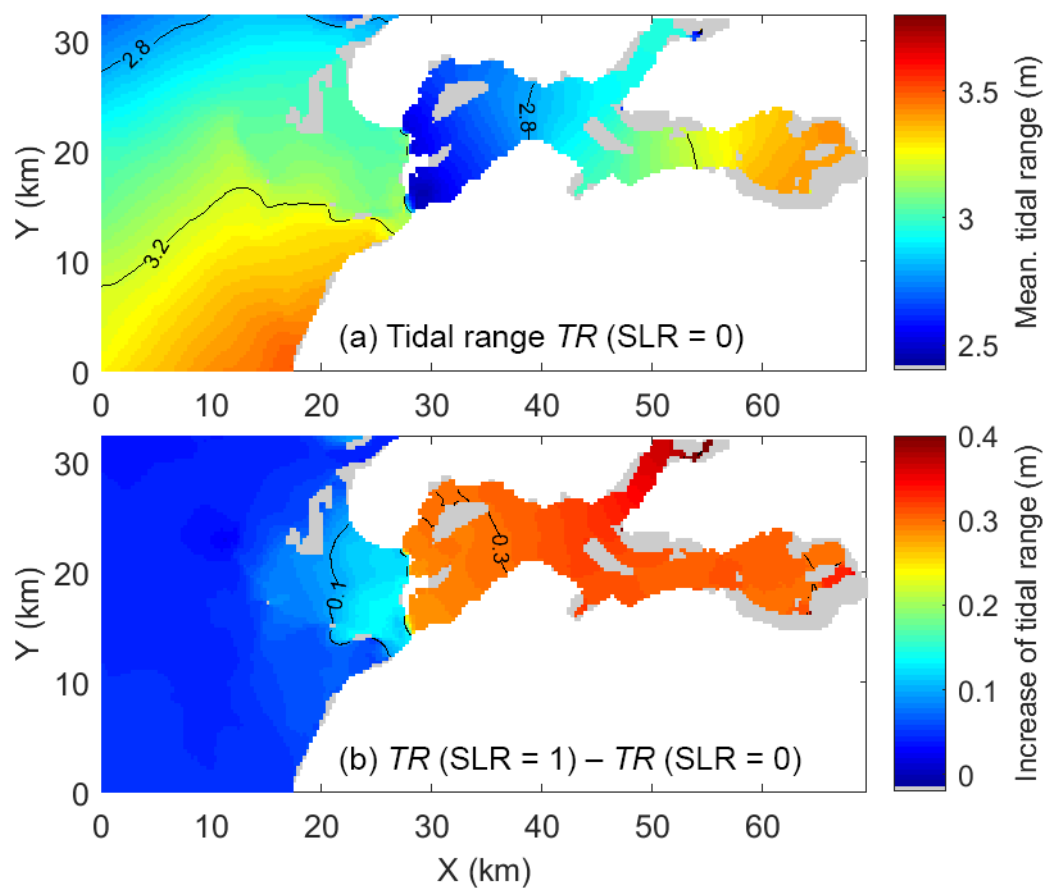 30
20
10
0
Y (km)
2.8
3.2
2.8
(a) Tidal range TR (SLR = 0)
0 10 20 30 40 50 60
3.5
3
2.5
Mean. tidal range (m)
30
20
10
0
Y (km)
0.1
0.3
(b) TR (SLR = 1) – TR (SLR = 0)
0 10 20 30 40 50 60
X (km)
0.4
0.3
0.2
0.1
0
Increase of tidal range (m)